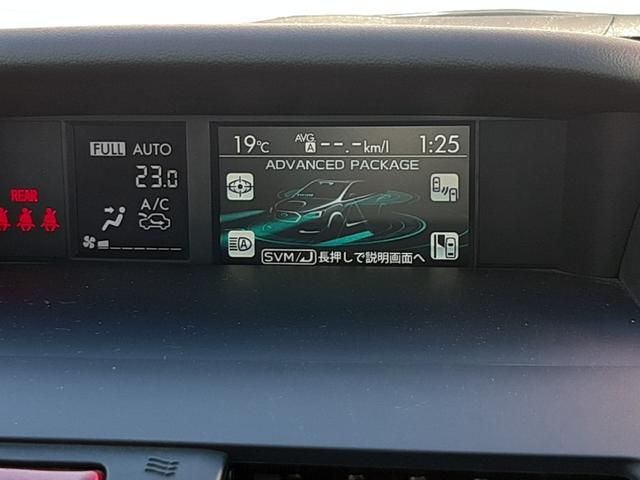 REAR
FULL AUTO
23.0
A/C
19℃ AVG. A --.-km/l 1:25
ADVANCED PACKAGE
A
SVM/ 長押しで説明画面へ